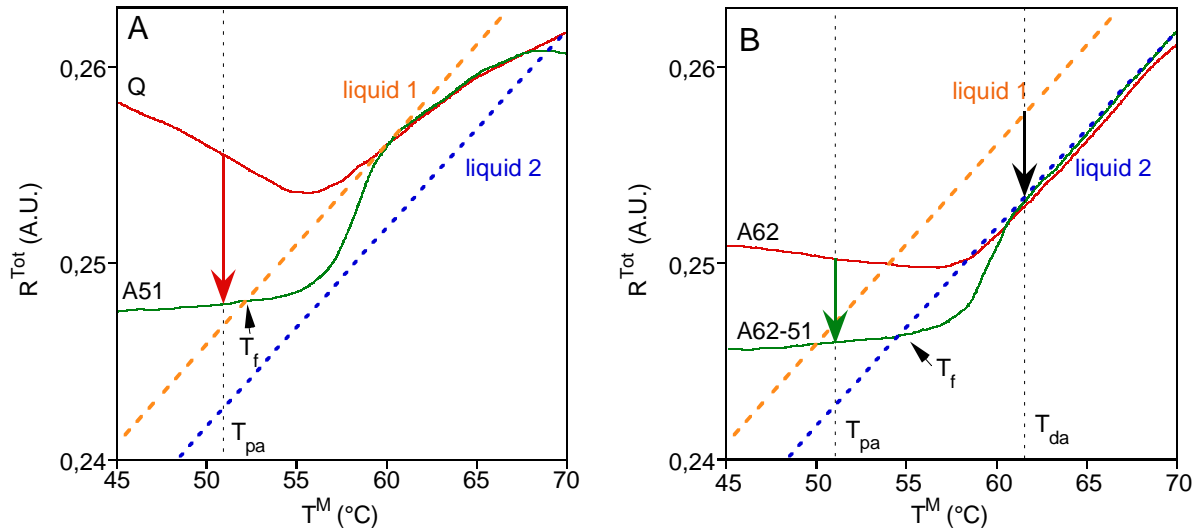 A
0,26
Q
liquid 1
liquid 2
0,25
A51
T_f
T_pa
0,24
45 50 55 60 65 70
T^M (°C)
R^Tot (A.U.)
B
0,26
liquid 1
liquid 2
A62
0,25
A62-51
T_f
T_pa
T_da
0,24
45 50 55 60 65 70
T^M (°C)
R^Tot (A.U.)